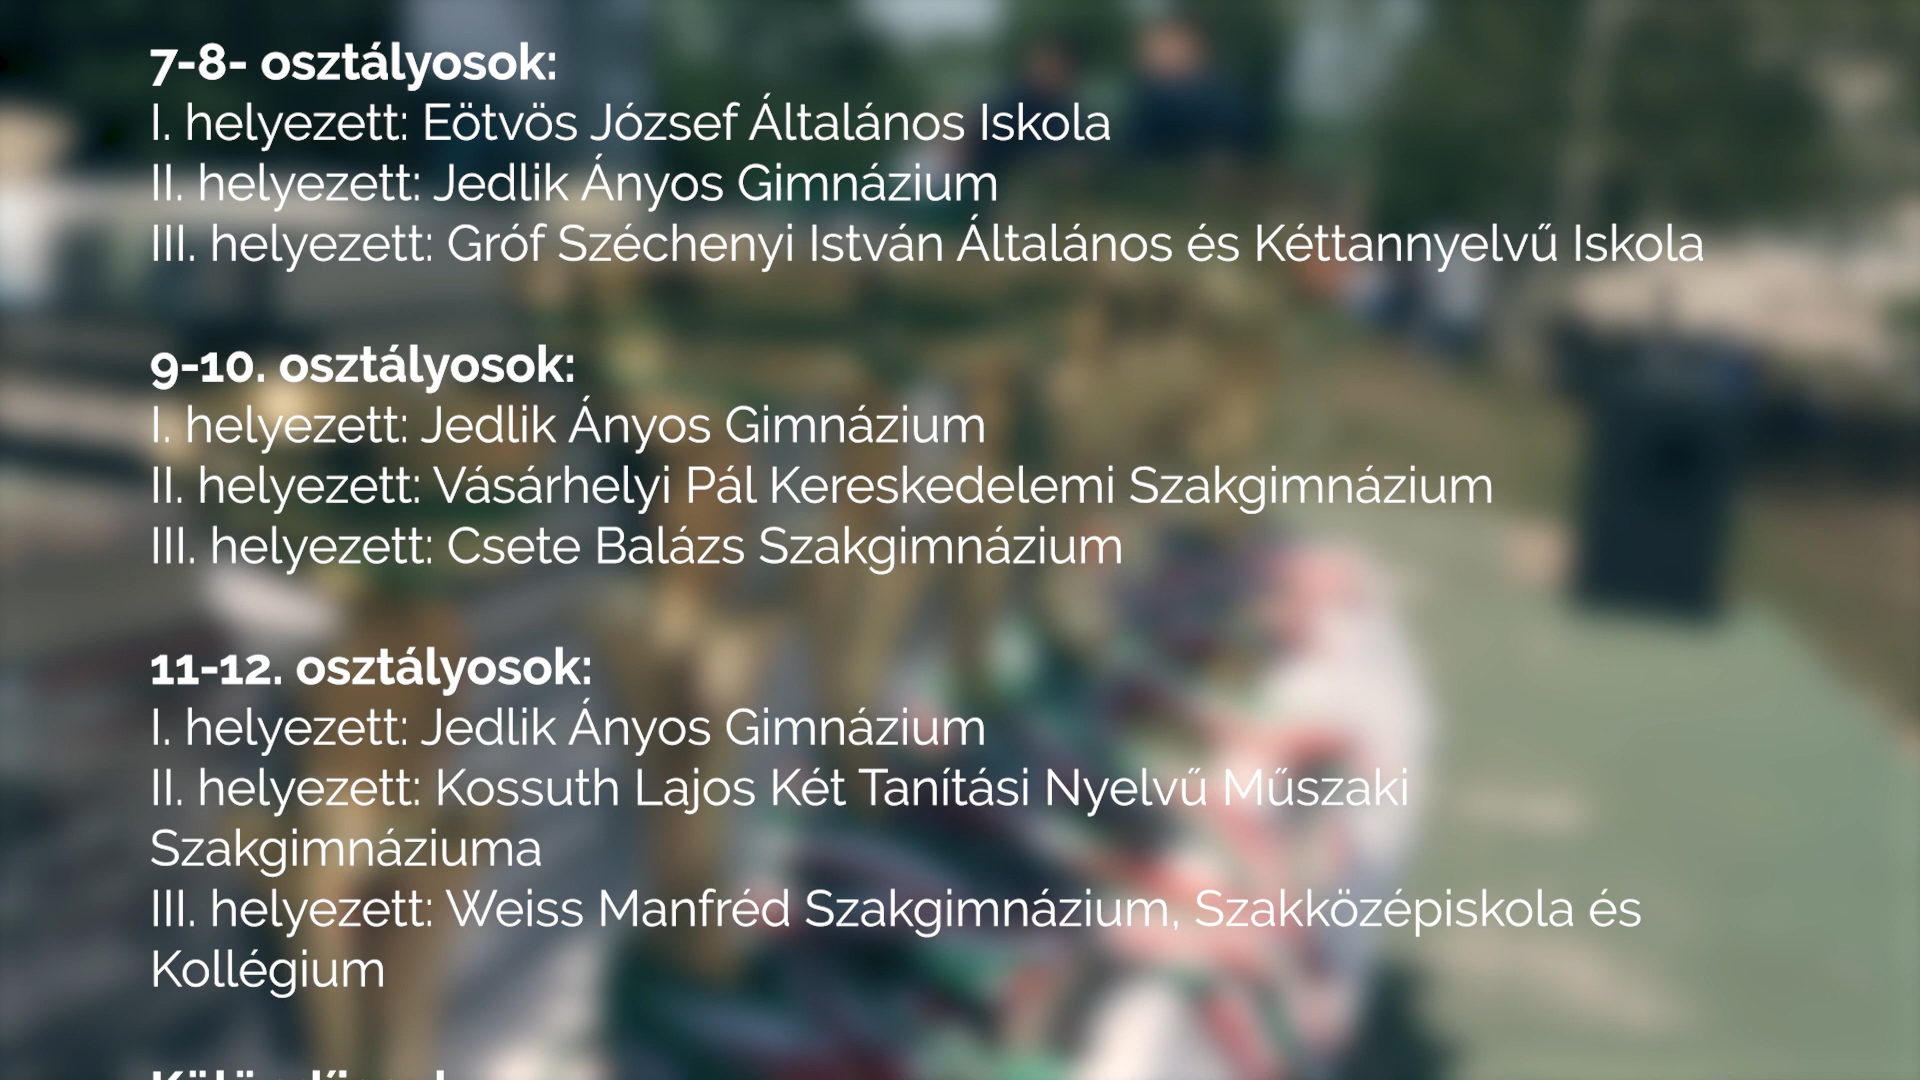 7-8- osztályosok:
I. helyezett: Eötvös József Általános Iskola
II. helyezett: Jedlik Ányos Gimnázium
III. helyezett: Gróf Széchenyi István Általános és Kéttannyelvű Iskola
9-10. osztályosok:
I. helyezett: Jedlik Ányos Gimnázium
II. helyezett: Vásárhelyi Pál Kereskedelemi Szakgimnázium
III. helyezett: Csete Balázs Szakgimnázium
11-12. osztályosok:
I. helyezett: Jedlik Ányos Gimnázium
II. helyezett: Kossuth Lajos Két Tanítási Nyelvű Műszaki
Szakgimnáziuma
III. helyezett: Weiss Manfréd Szakgimnázium, Szakközépiskola és
Kollégium